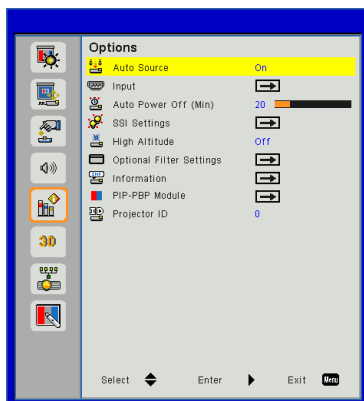 Options
Auto Source On
Input
Auto Power Off (Min) 20
SSI Settings
High Altitude Off
Optional Filter Settings
Information
PIP-PBP Module
Projector ID 0
3D
Select Enter Exit Menu